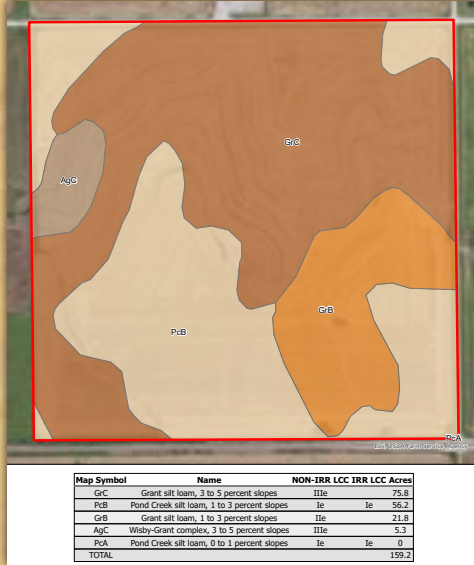 GrC
AgC
GrB
PcB
PcA
Map Symbol Name NON-IRR LCC IRR LCC Acres
GrC Grant silt loam, 3 to 5 percent slopes IIIe 75.8
PcB Pond Creek silt loam, 1 to 3 percent slopes Ie Ie 56.2
GrB Grant silt loam, 1 to 3 percent slopes IIe 21.8
AgC Wisby-Grant complex, 3 to 5 percent slopes IIIe 5.3
PcA Pond Creek silt loam, 0 to 1 percent slopes Ie Ie 0
TOTAL 159.2